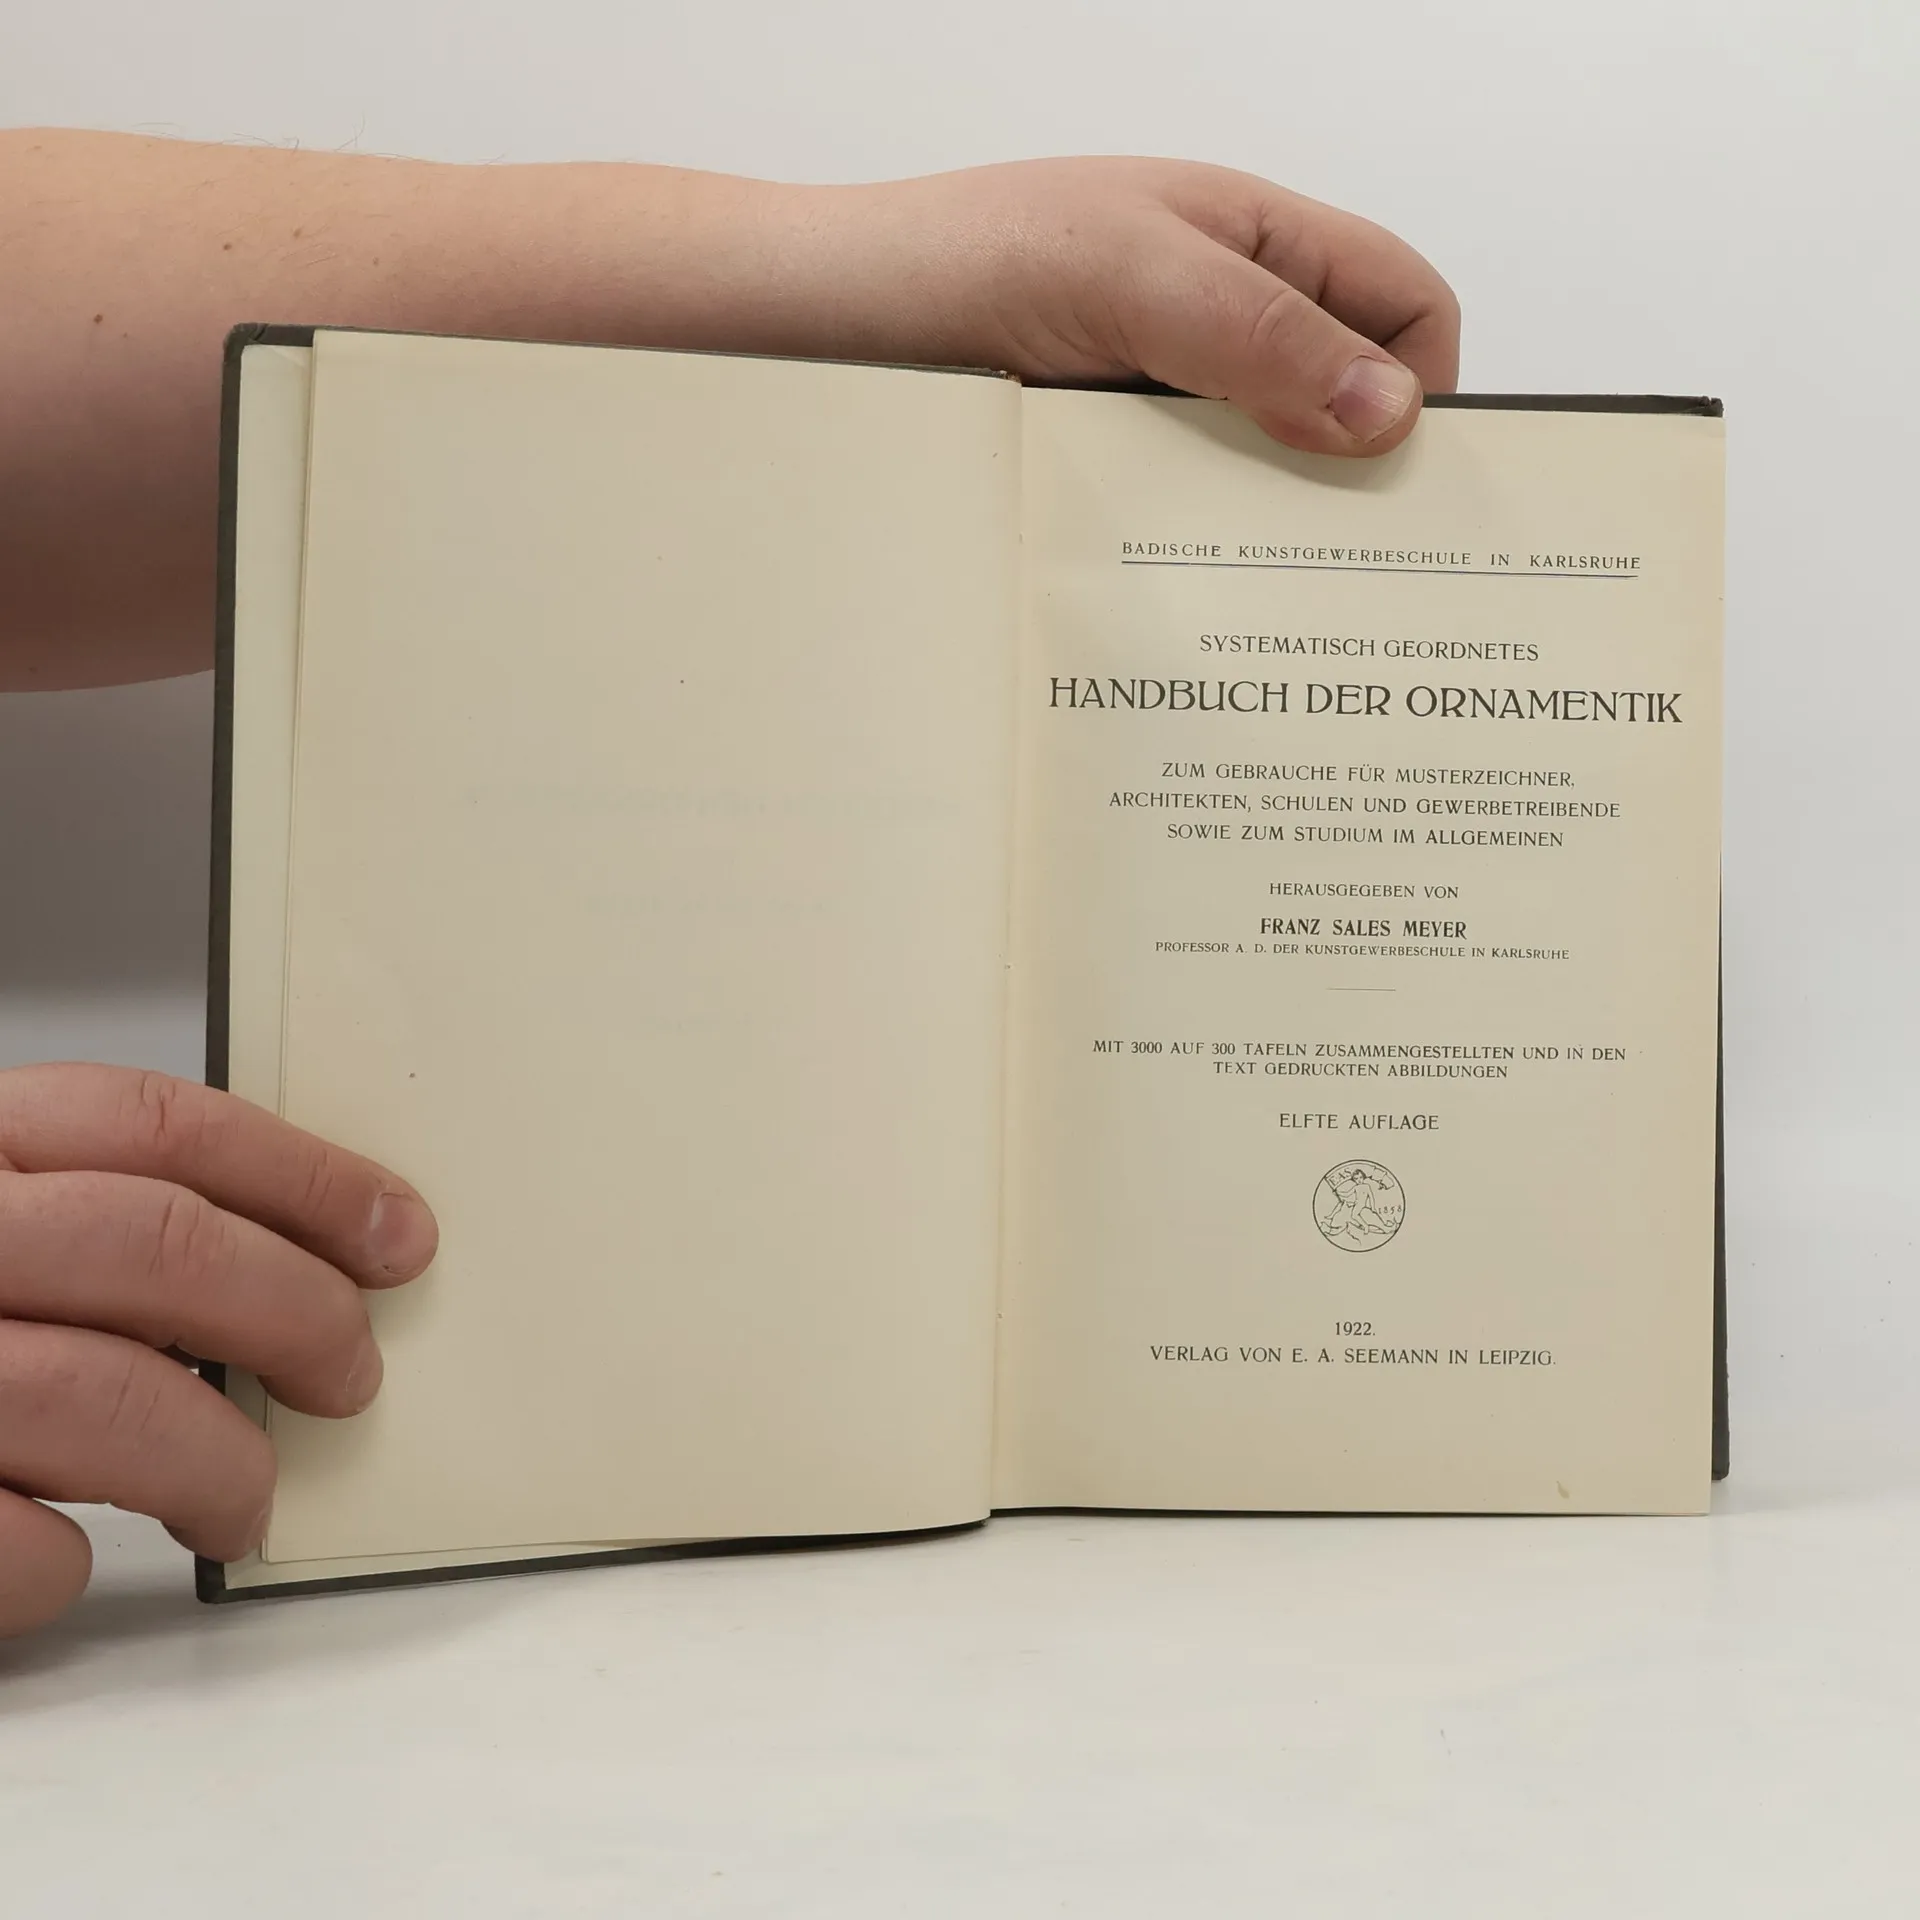 BADISCHE KUNSTGEWERBESCHULE IN KARLSRUHE
SYSTEMATISCH GEORDNETES
HANDBUCH DER ORNAMENTIK
ZUM GEBRAUCHE FÜR MUSTERZEICHNER,
ARCHITEKTEN, SCHULEN UND GEWERBETREIBENDE
SOWIE ZUM STUDIUM IM ALLGEMEINEN
HERAUSGEGEBEN VON
FRANZ SALES MEYER
PROFESSOR A. D. DER KUNSTGEWERBESCHULE IN KARLSRUHE
MIT 3000 AUF 300 TAFELN ZUSAMMENGESTELLTEN UND IN DEN
TEXT GEDRUCKTEN ABBILDUNGEN
ELFTE AUFLAGE
EAS
1858
1922.
VERLAG VON E. A. SEEMANN IN LEIPZIG.